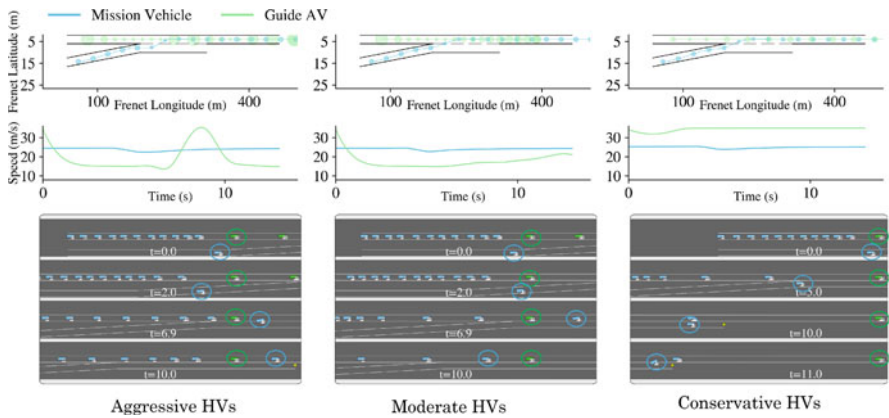 Mission Vehicle Guide AV
Frenet Latitude (m)
5
15
25
5
15
25
5
15
25
100 400
Frenet Longitude (m)
100 400
Frenet Longitude (m)
100 400
Frenet Longitude (m)
Speed (m/s)
30
20
10
30
20
10
30
20
10
0 10
Time (s)
0 10
Time (s)
0 10
Time (s)
t=0.0
t=2.0
t=6.9
t=10.0
t=0.0
t=2.0
t=6.9
t=10.0
t=0.0
t=5.0
t=10.0
t=11.0
Aggressive HVs
Moderate HVs
Conservative HVs